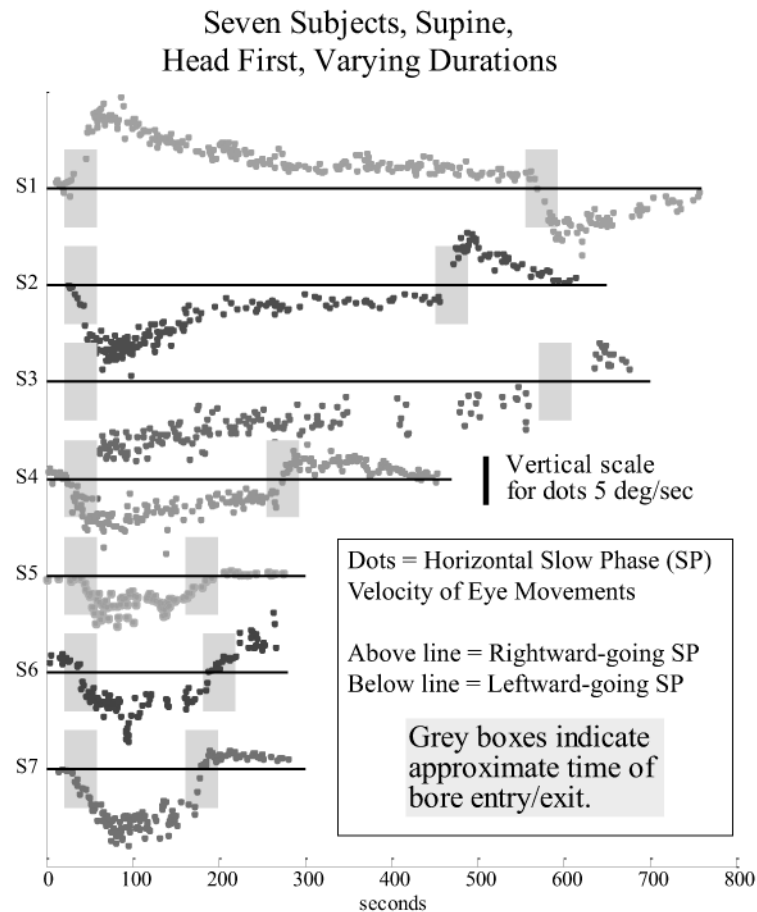 Seven Subjects, Supine,
Head First, Varying Durations
S1
S2
S3
S4
Vertical scale
for dots 5 deg/sec
S5
Dots = Horizontal Slow Phase (SP)
Velocity of Eye Movements
Above line = Rightward-going SP
Below line = Leftward-going SP
S6
Grey boxes indicate
approximate time of
bore entry/exit.
S7
0 100 200 300 400 500 600 700 800
seconds